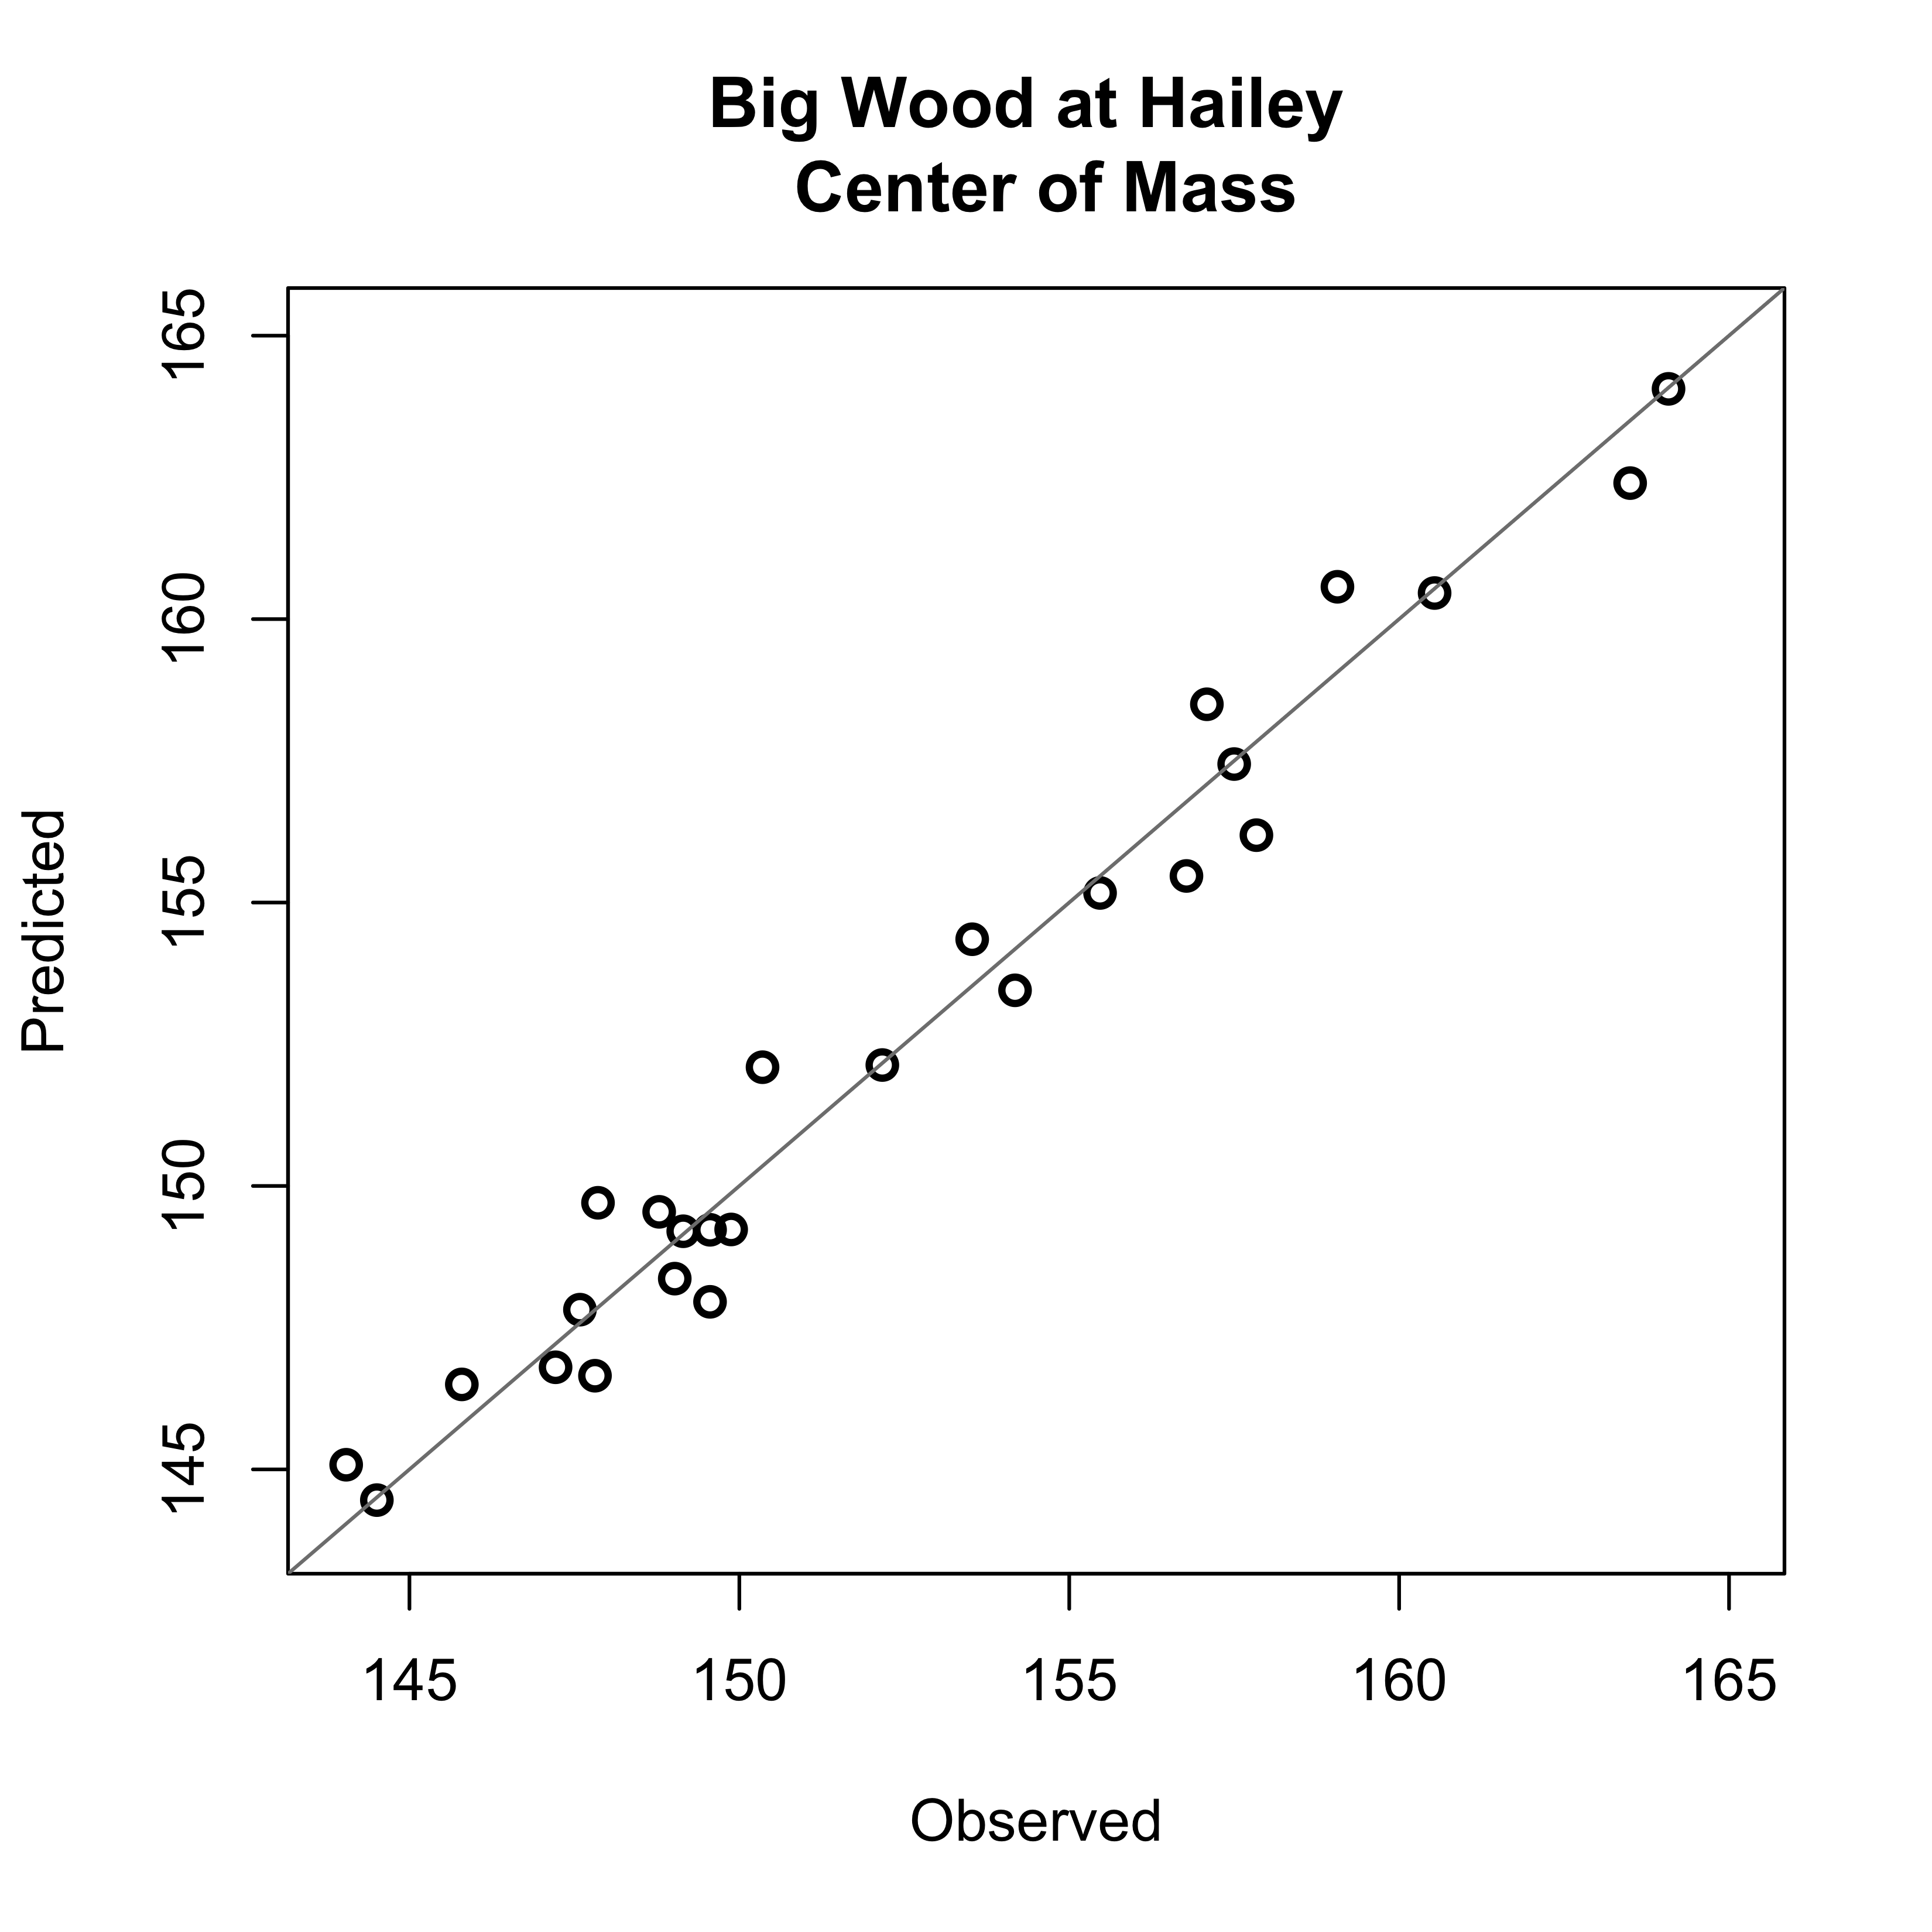 Big Wood at Hailey
Center of Mass
165
160
155
150
145
Predicted
145 150 155 160 165
Observed